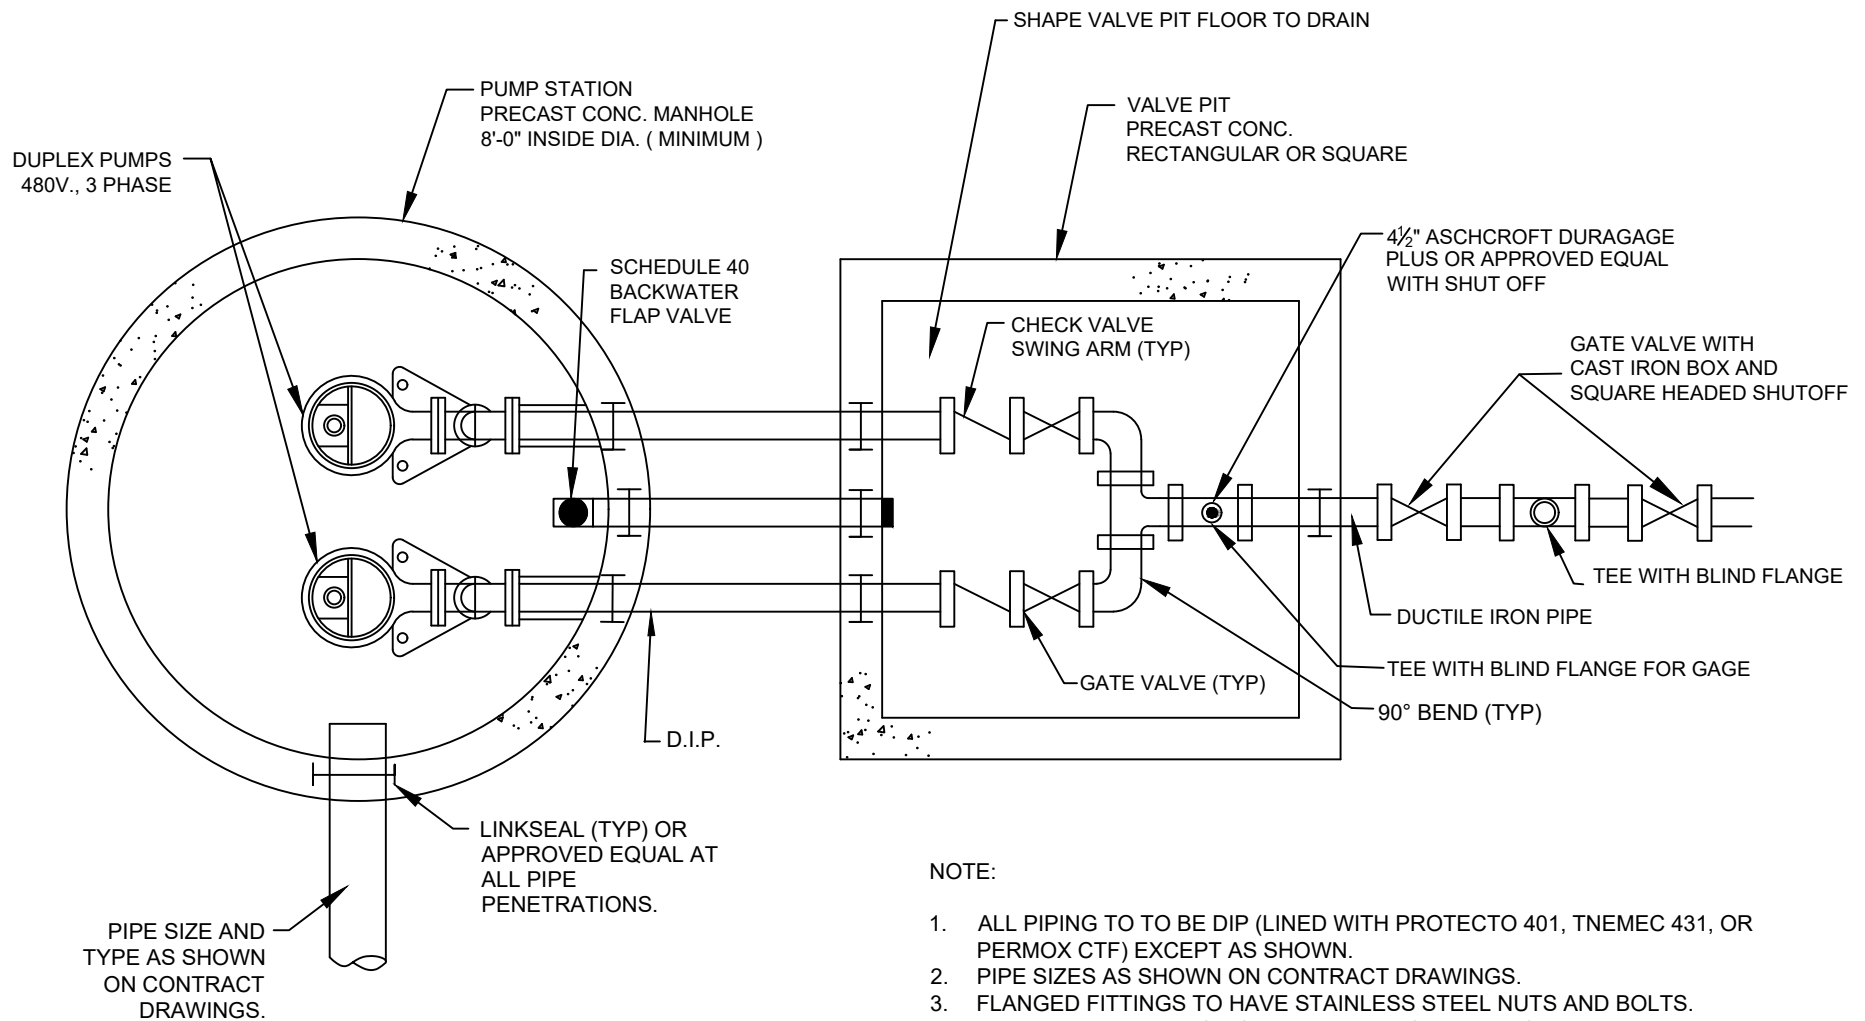 SHAPE VALVE PIT FLOOR TO DRAIN
PUMP STATION
PRECAST CONC. MANHOLE
8'-0" INSIDE DIA. ( MINIMUM )
VALVE PIT
PRECAST CONC.
RECTANGULAR OR SQUARE
DUPLEX PUMPS
480V., 3 PHASE
SCHEDULE 40
BACKWATER
FLAP VALVE
4½" ASCHCROFT DURAGAGE
PLUS OR APPROVED EQUAL
WITH SHUT OFF
CHECK VALVE
SWING ARM (TYP)
GATE VALVE WITH
CAST IRON BOX AND
SQUARE HEADED SHUTOFF
TEE WITH BLIND FLANGE
DUCTILE IRON PIPE
TEE WITH BLIND FLANGE FOR GAGE
GATE VALVE (TYP)
90° BEND (TYP)
D.I.P.
LINKSEAL (TYP) OR
APPROVED EQUAL AT
ALL PIPE
PENETRATIONS.
PIPE SIZE AND
TYPE AS SHOWN
ON CONTRACT
DRAWINGS.
NOTE:
1. ALL PIPING TO TO BE DIP (LINED WITH PROTECTO 401, TNEMEC 431, OR
PERMOX CTF) EXCEPT AS SHOWN.
2. PIPE SIZES AS SHOWN ON CONTRACT DRAWINGS.
3. FLANGED FITTINGS TO HAVE STAINLESS STEEL NUTS AND BOLTS.